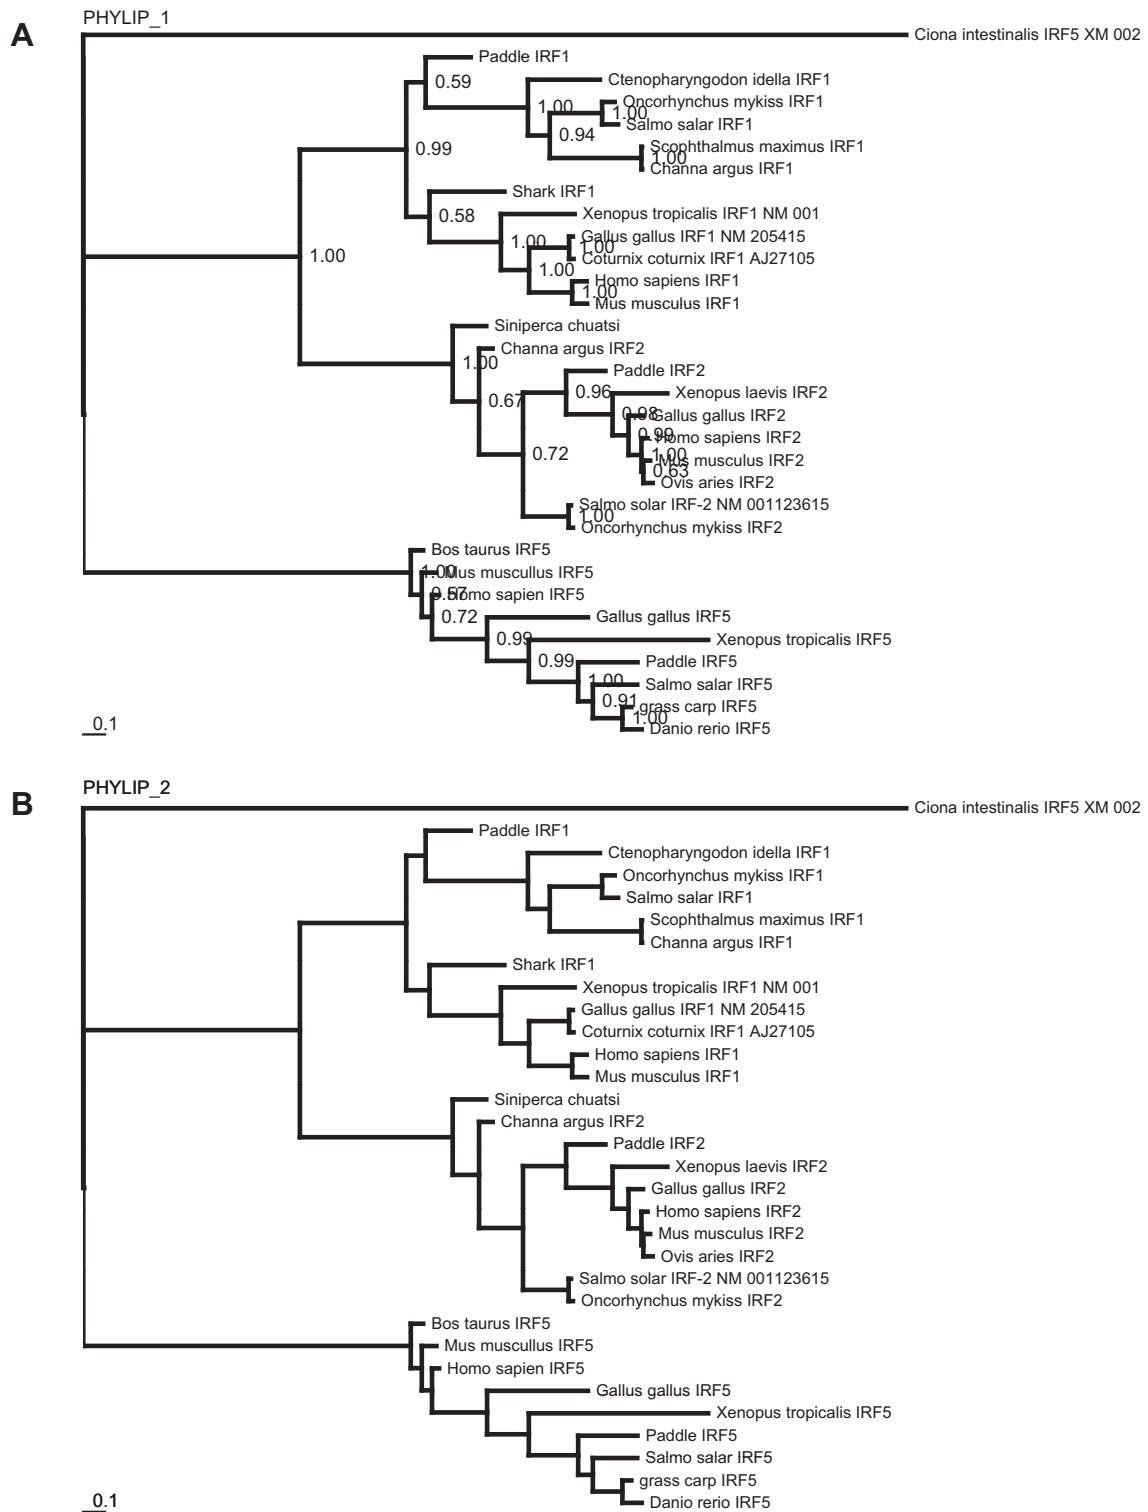 PHYLIP_1
A
Ciona intestinalis IRF5 XM 002
Paddle IRF1
0.59
Ctenopharyngodon idella IRF1
1.00
Oncorhynchus mykiss IRF1
1.00
Salmo salar IRF1
0.94
Scophthalmus maximus IRF1
0.99
1.00
Channa argus IRF1
Shark IRF1
0.58
Xenopus tropicalis IRF1 NM 001
Gallus gallus IRF1 NM 205415
1.00
1.00
1.00
Coturnix coturnix IRF1 AJ27105
1.00
Homo sapiens IRF1
1.00
Mus musculus IRF1
Siniperca chuatsi
Channa argus IRF2
1.00
Paddle IRF2
0.96
Xenopus laevis IRF2
0.67
0.98
Gallus gallus IRF2
0.99
Homo sapiens IRF2
0.72
1.00
Mus musculus IRF2
0.63
Ovis aries IRF2
Salmo solar IRF-2 NM 001123615
1.00
Oncorhynchus mykiss IRF2
Bos taurus IRF5
1.00
Mus muscullus IRF5
0.57
Homo sapien IRF5
0.72
Gallus gallus IRF5
0.99
Xenopus tropicalis IRF5
0.99
Paddle IRF5
1.00
Salmo salar IRF5
0.91
grass carp IRF5
1.00
0.1
Danio rerio IRF5
PHYLIP_2
B
Ciona intestinalis IRF5 XM 002
Paddle IRF1
Ctenopharyngodon idella IRF1
Oncorhynchus mykiss IRF1
Salmo salar IRF1
Scophthalmus maximus IRF1
Channa argus IRF1
Shark IRF1
Xenopus tropicalis IRF1 NM 001
Gallus gallus IRF1 NM 205415
Coturnix coturnix IRF1 AJ27105
Homo sapiens IRF1
Mus musculus IRF1
Siniperca chuatsi
Channa argus IRF2
Paddle IRF2
Xenopus laevis IRF2
Gallus gallus IRF2
Homo sapiens IRF2
Mus musculus IRF2
Ovis aries IRF2
Salmo solar IRF-2 NM 001123615
Oncorhynchus mykiss IRF2
Bos taurus IRF5
Mus muscullus IRF5
Homo sapien IRF5
Gallus gallus IRF5
Xenopus tropicalis IRF5
Paddle IRF5
Salmo salar IRF5
grass carp IRF5
0.1
Danio rerio IRF5